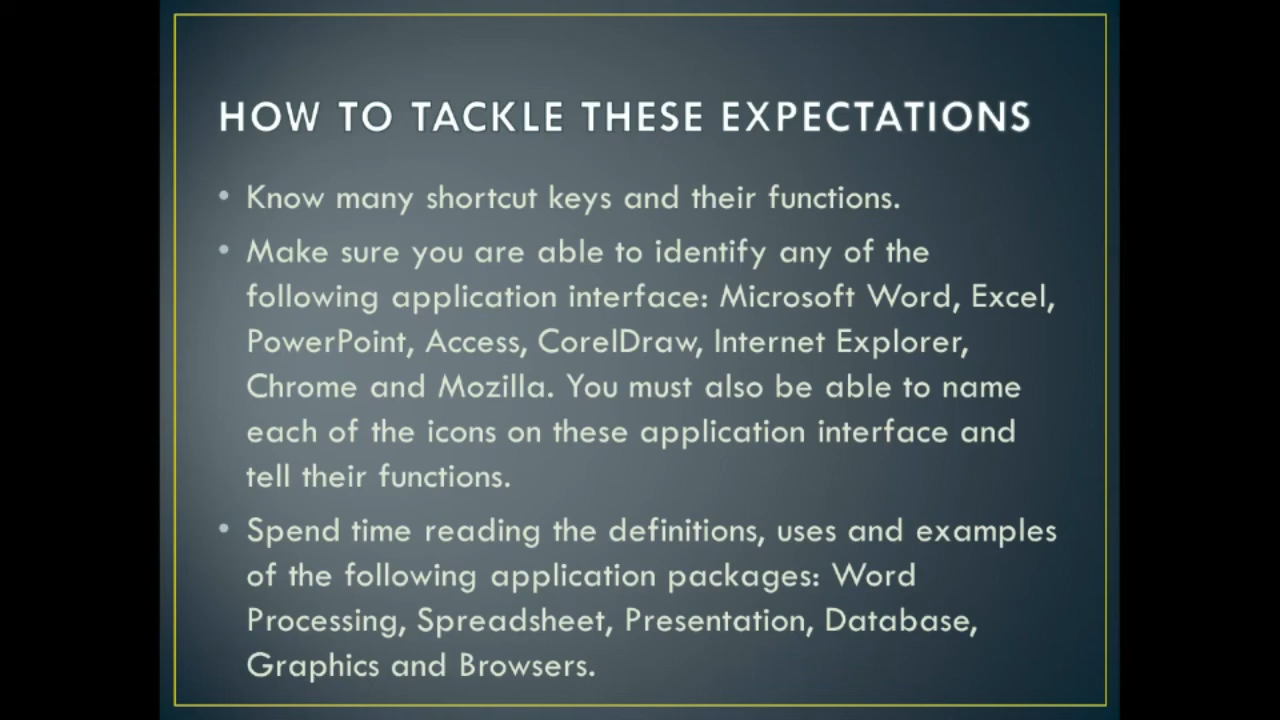 HOW TO TACKLE THESE EXPECTATIONS
• Know many shortcut keys and their functions.
• Make sure you are able to identify any of the
following application interface: Microsoft Word, Excel,
PowerPoint, Access, CorelDraw, Internet Explorer,
Chrome and Mozilla. You must also be able to name
each of the icons on these application interface and
tell their functions.
• Spend time reading the definitions, uses and examples
of the following application packages: Word
Processing, Spreadsheet, Presentation, Database,
Graphics and Browsers.